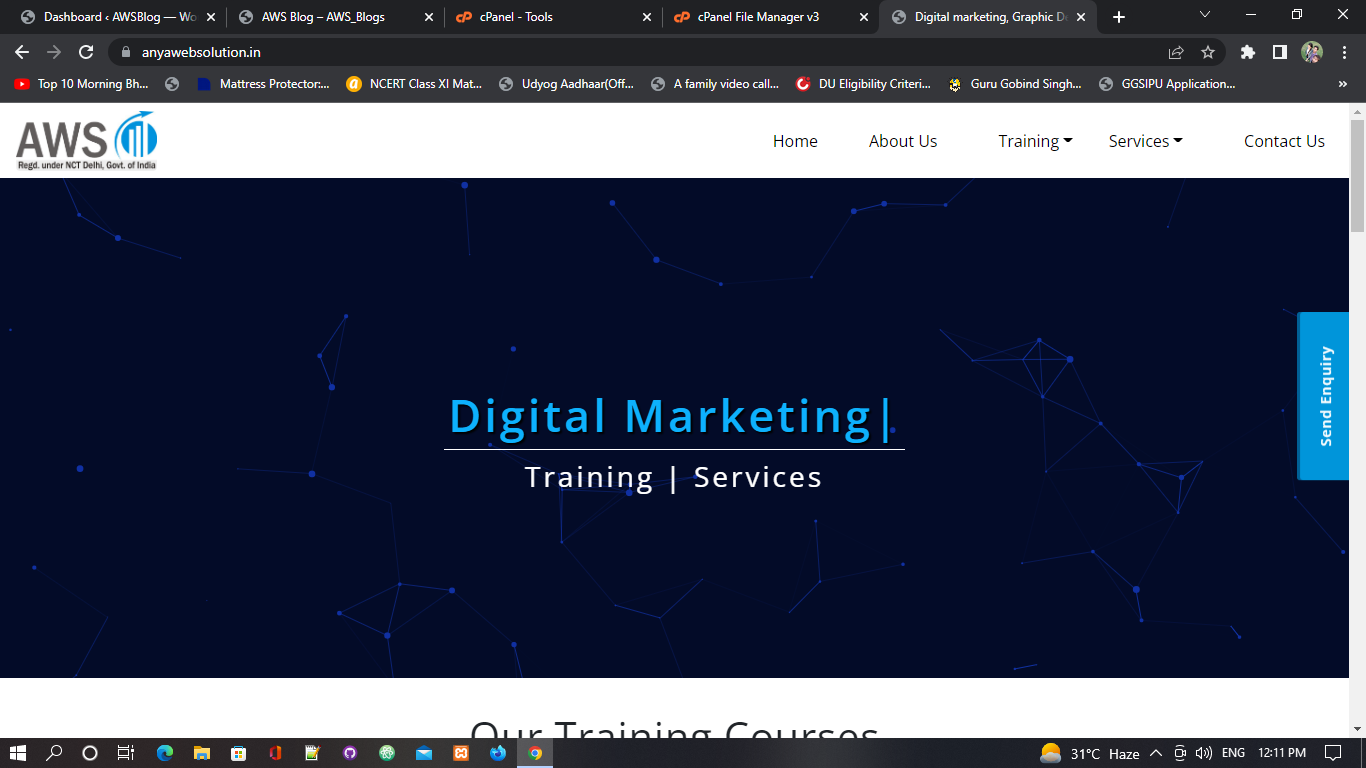 Dashboard ‹ AWSBlog — Wo
AWS Blog – AWS_Blogs
cPanel - Tools
cPanel File Manager v3
Digital marketing, Graphic De
anyawebsolution.in
Top 10 Morning Bh...
Mattress Protector:...
NCERT Class XI Mat...
Udyog Aadhaar(Off...
A family video call...
DU Eligibility Criteri...
Guru Gobind Singh...
GGSIPU Application...
»
AWS
Regd. under NCT Delhi, Govt. of India
Home
About Us
Training
Services
Contact Us
Send Enquiry
Digital Marketing|
Training | Services
Our Training Courses
31°C Haze
ENG
12:11 PM